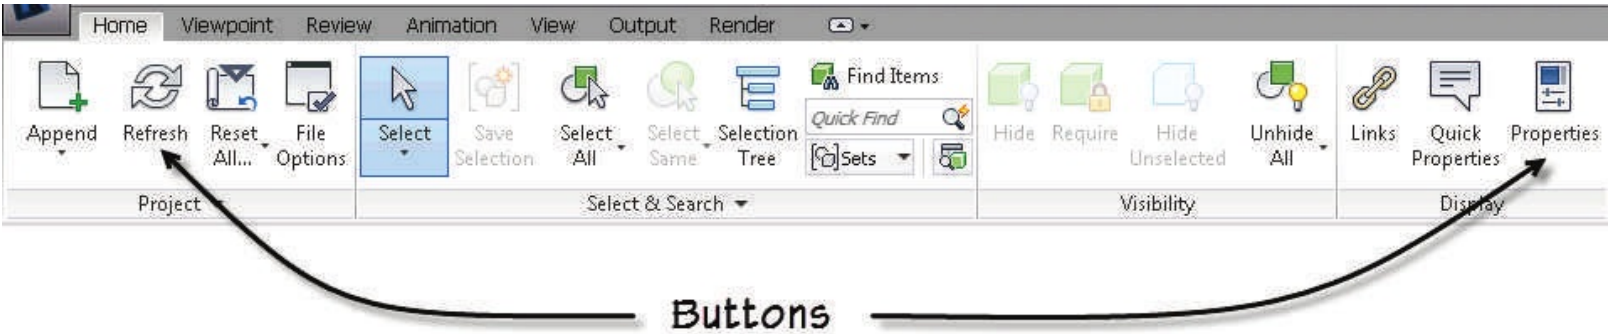 Home Viewpoint Review Animation View Output Render
Find Items
Quick Find
Append Refresh Reset File Select Save Select Select Selection Sets Hide Require Hide Unhide Links Quick Properties
All... Options Selection All Same Tree Unselected All Properties
Project Select & Search Visibility Display
Buttons